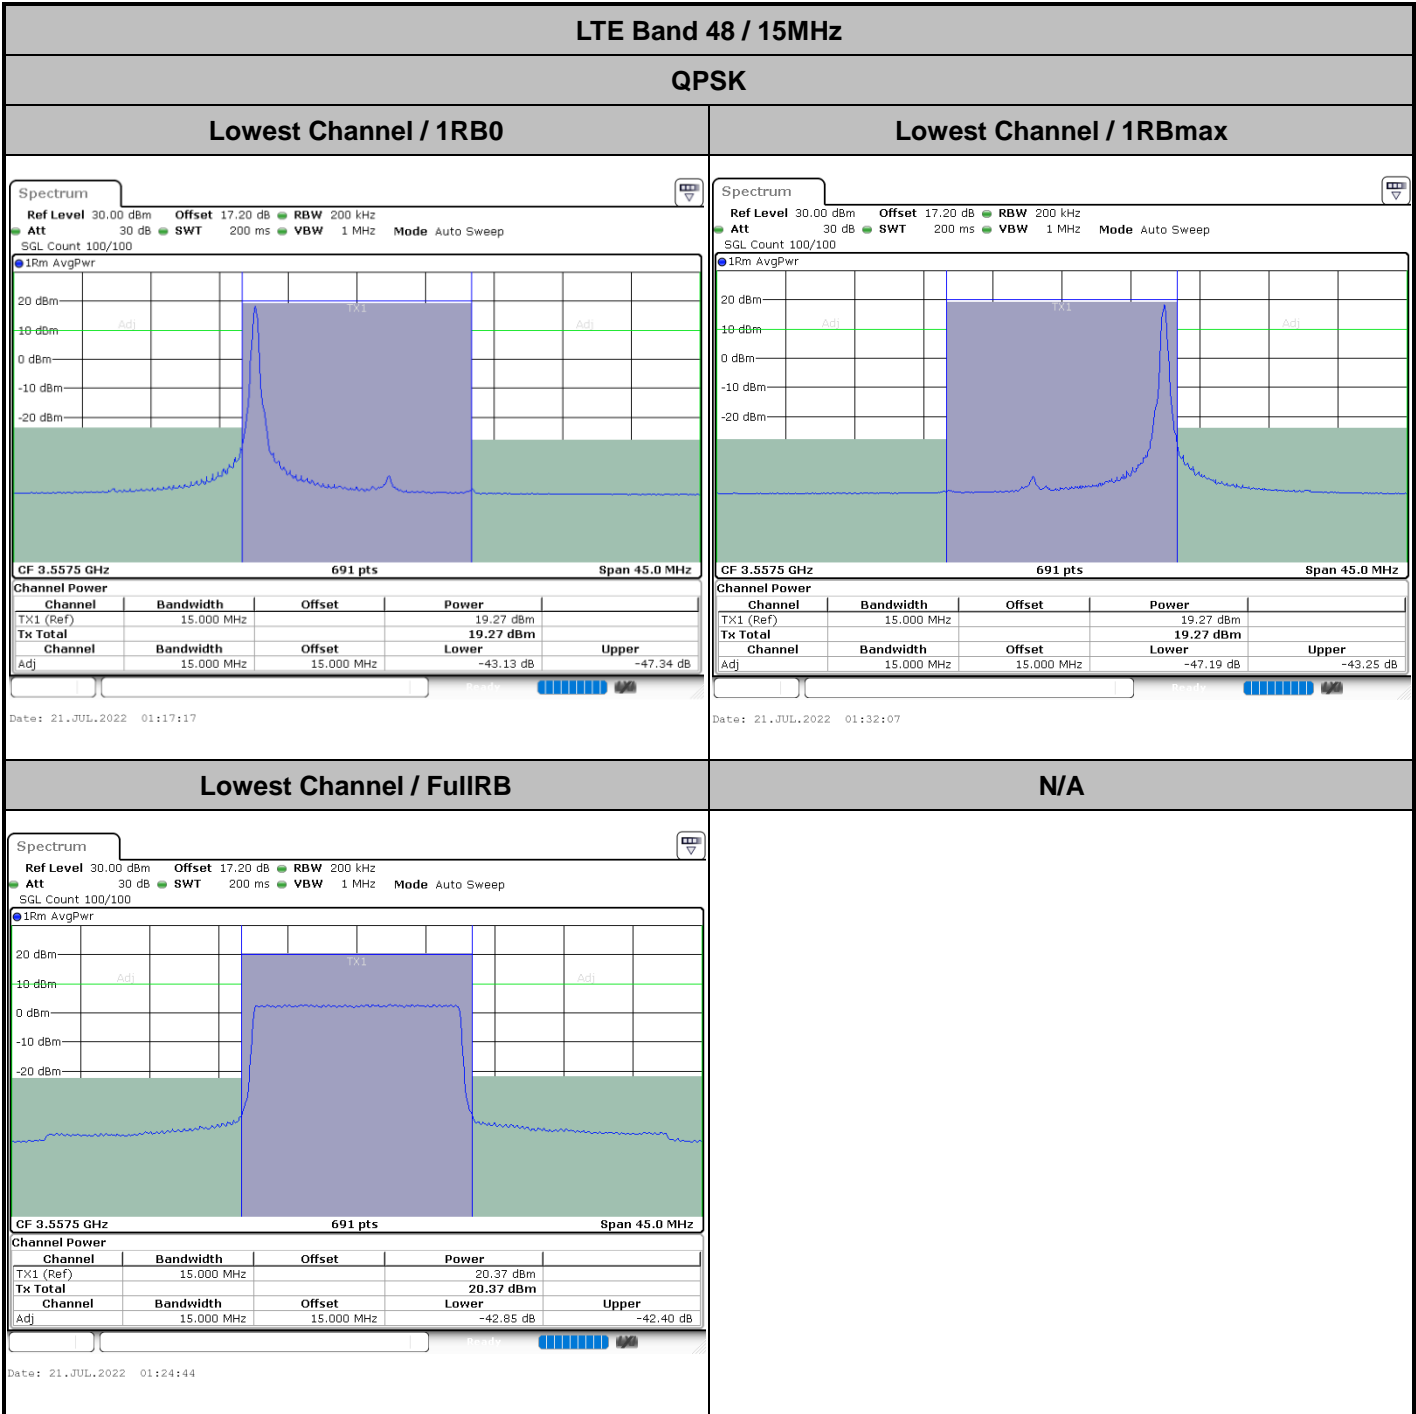 LTE Band 48 / 15MHz
QPSK
Lowest Channel / 1RB0
Lowest Channel / 1RBmax
Spectrum
Ref Level 30.00 dBm Offset 17.20 dB RBW 200 kHz
Att 30 dB SWT 200 ms VBW 1 MHz Mode Auto Sweep
SGL Count 100/100
1Rm AvgPwr
TX1
Adj
Adj
20 dBm
10 dBm
0 dBm
-10 dBm
-20 dBm
CF 3.5575 GHz 691 pts Span 45.0 MHz
Channel Power
Channel Bandwidth Offset Power
TX1 (Ref) 15.000 MHz 19.27 dBm
Tx Total 19.27 dBm
Channel Bandwidth Offset Lower Upper
Adj 15.000 MHz 15.000 MHz -43.13 dB -47.34 dB
Ready
Date: 21.JUL.2022 01:17:17
Spectrum
Ref Level 30.00 dBm Offset 17.20 dB RBW 200 kHz
Att 30 dB SWT 200 ms VBW 1 MHz Mode Auto Sweep
SGL Count 100/100
1Rm AvgPwr
TX1
Adj
Adj
20 dBm
10 dBm
0 dBm
-10 dBm
-20 dBm
CF 3.5575 GHz 691 pts Span 45.0 MHz
Channel Power
Channel Bandwidth Offset Power
TX1 (Ref) 15.000 MHz 19.27 dBm
Tx Total 19.27 dBm
Channel Bandwidth Offset Lower Upper
Adj 15.000 MHz 15.000 MHz -47.19 dB -43.25 dB
Ready
Date: 21.JUL.2022 01:32:07
Lowest Channel / FullRB
N/A
Spectrum
Ref Level 30.00 dBm Offset 17.20 dB RBW 200 kHz
Att 30 dB SWT 200 ms VBW 1 MHz Mode Auto Sweep
SGL Count 100/100
1Rm AvgPwr
TX1
Adj
Adj
20 dBm
10 dBm
0 dBm
-10 dBm
-20 dBm
CF 3.5575 GHz 691 pts Span 45.0 MHz
Channel Power
Channel Bandwidth Offset Power
TX1 (Ref) 15.000 MHz 20.37 dBm
Tx Total 20.37 dBm
Channel Bandwidth Offset Lower Upper
Adj 15.000 MHz 15.000 MHz -42.85 dB -42.40 dB
Ready
Date: 21.JUL.2022 01:24:44